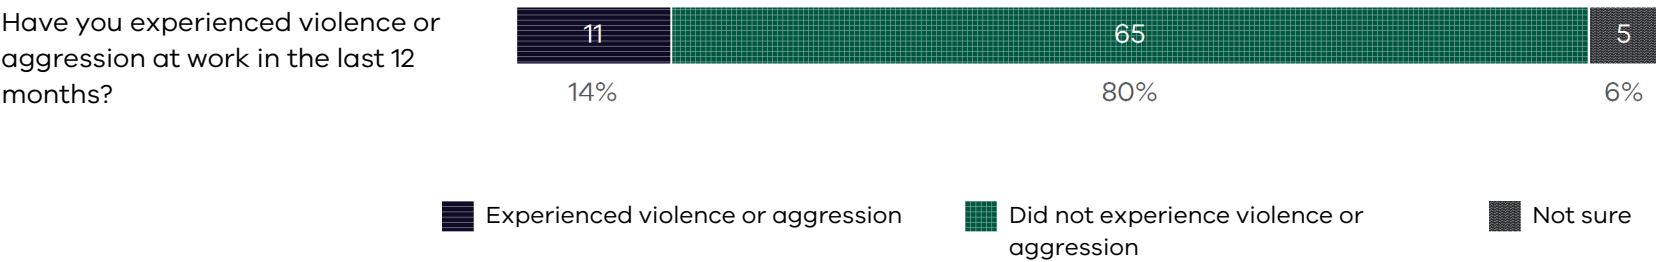 Have you experienced violence or
aggression at work in the last 12
months?
11 65 5
14% 80% 6%
Experienced violence or aggression
Did not experience violence or
aggression
Not sure